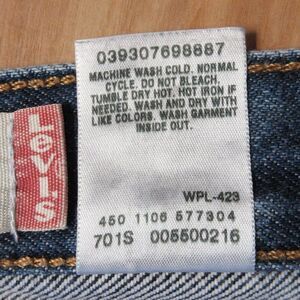 039307698887
MACHINE WASH COLD. NORMAL
CYCLE. DO NOT BLEACH.
TUMBLE DRY HOT. HOT IRON IF
NEEDED. WASH AND DRY WITH
LIKE COLORS. WASH GARMENT
INSIDE OUT.
WPL-423
450 1106 577304
701S 005500216
LEVI'S